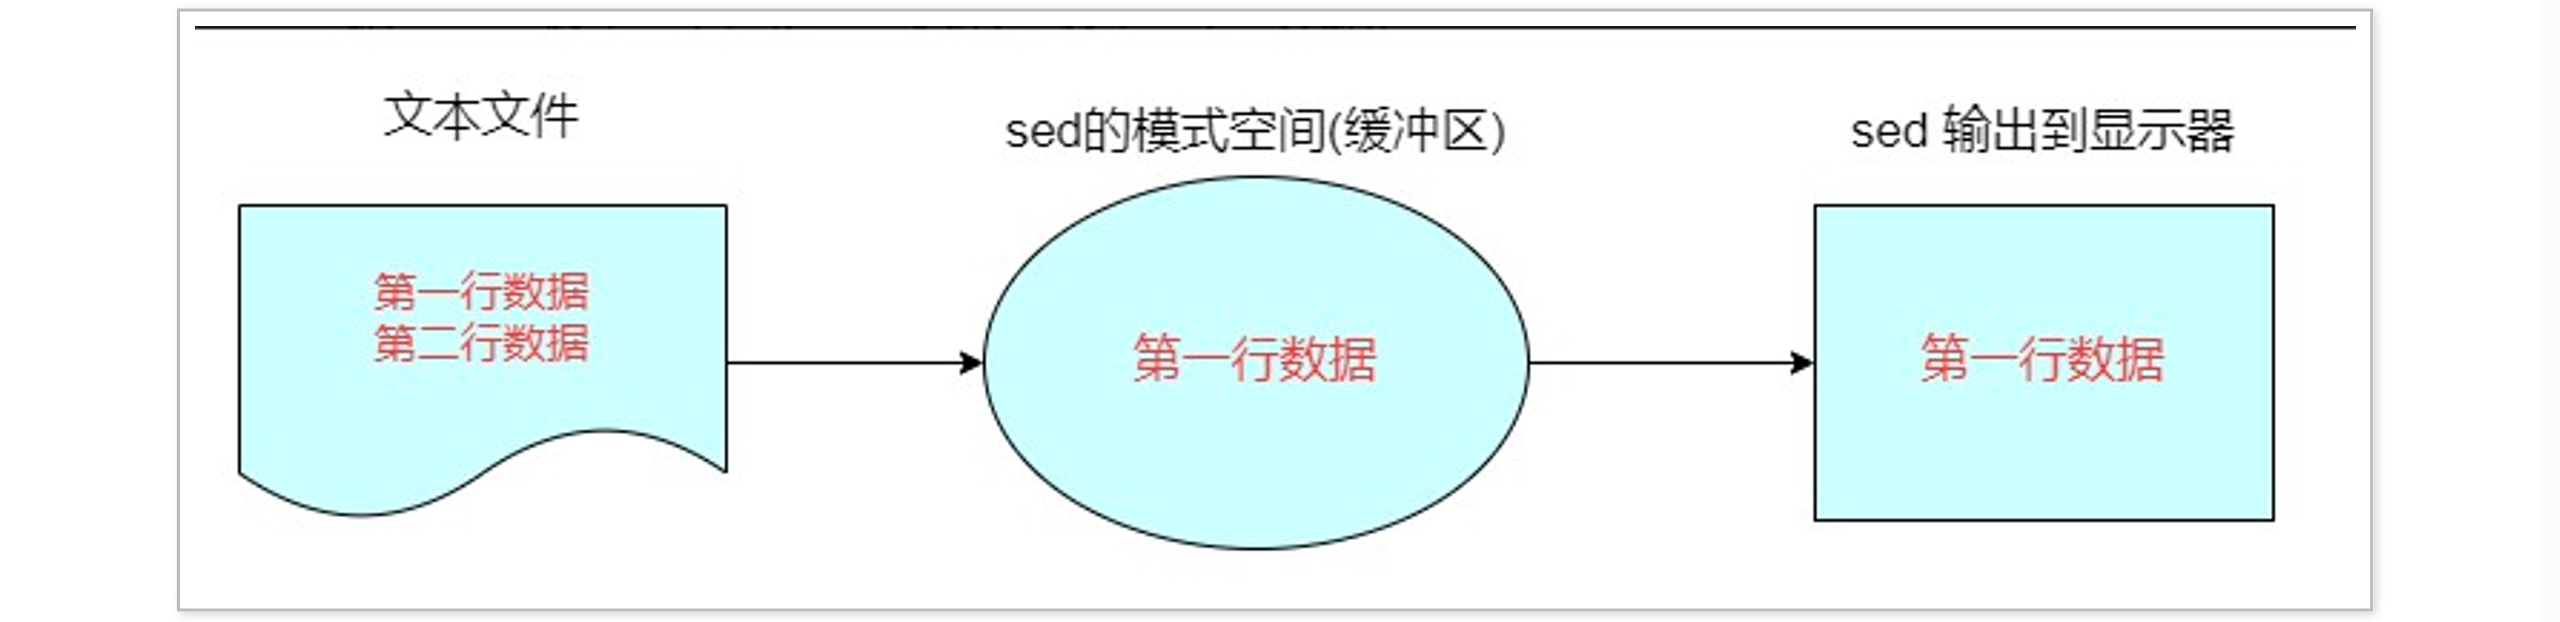 文本文件
sed的模式空间(缓冲区)
sed 输出到显示器
第一行数据
第二行数据
第一行数据
第一行数据